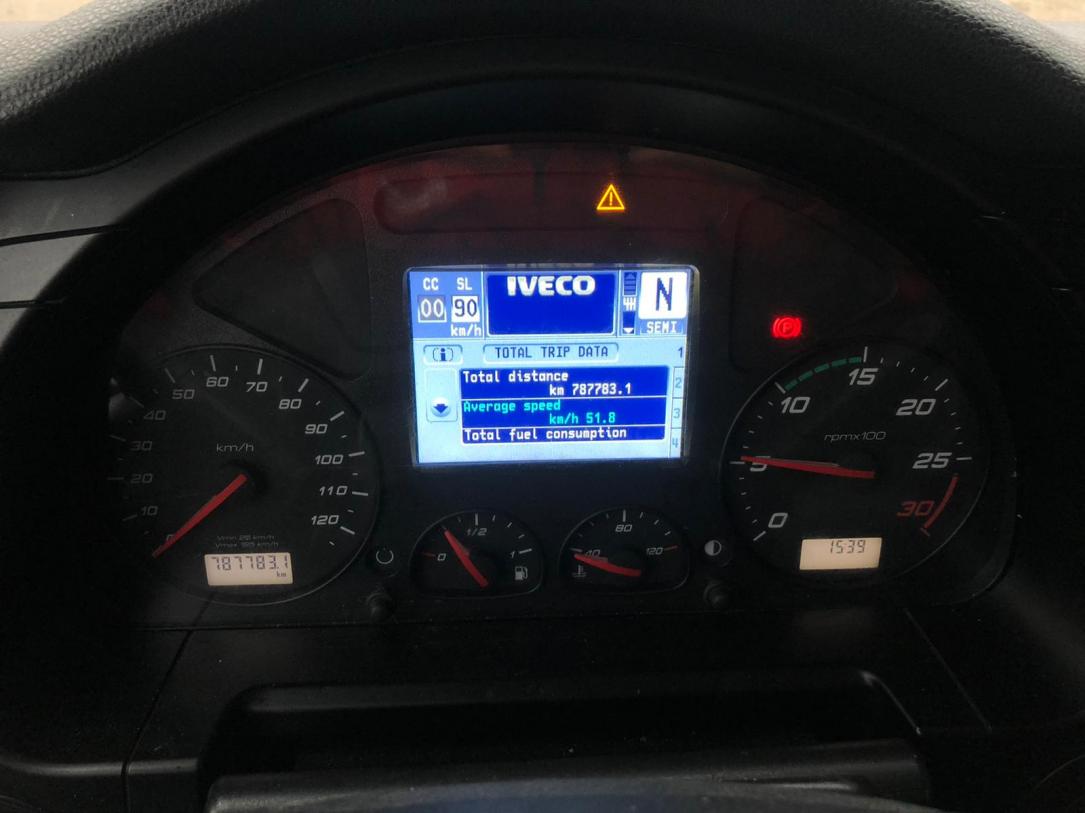 CC SL
00 90
km/h
IVECO
N
SEMI
TOTAL TRIP DATA
1
Total distance
km 787783.1
2
Average speed
km/h 51.8
3
Total fuel consumption
4
P
0
10
20
30
40
50
60
70
80
90
100
110
120
km/h
787783.1
km
0 1/2 1
40 80 120
0
5
10
15
20
25
30
rpmx100
15:39